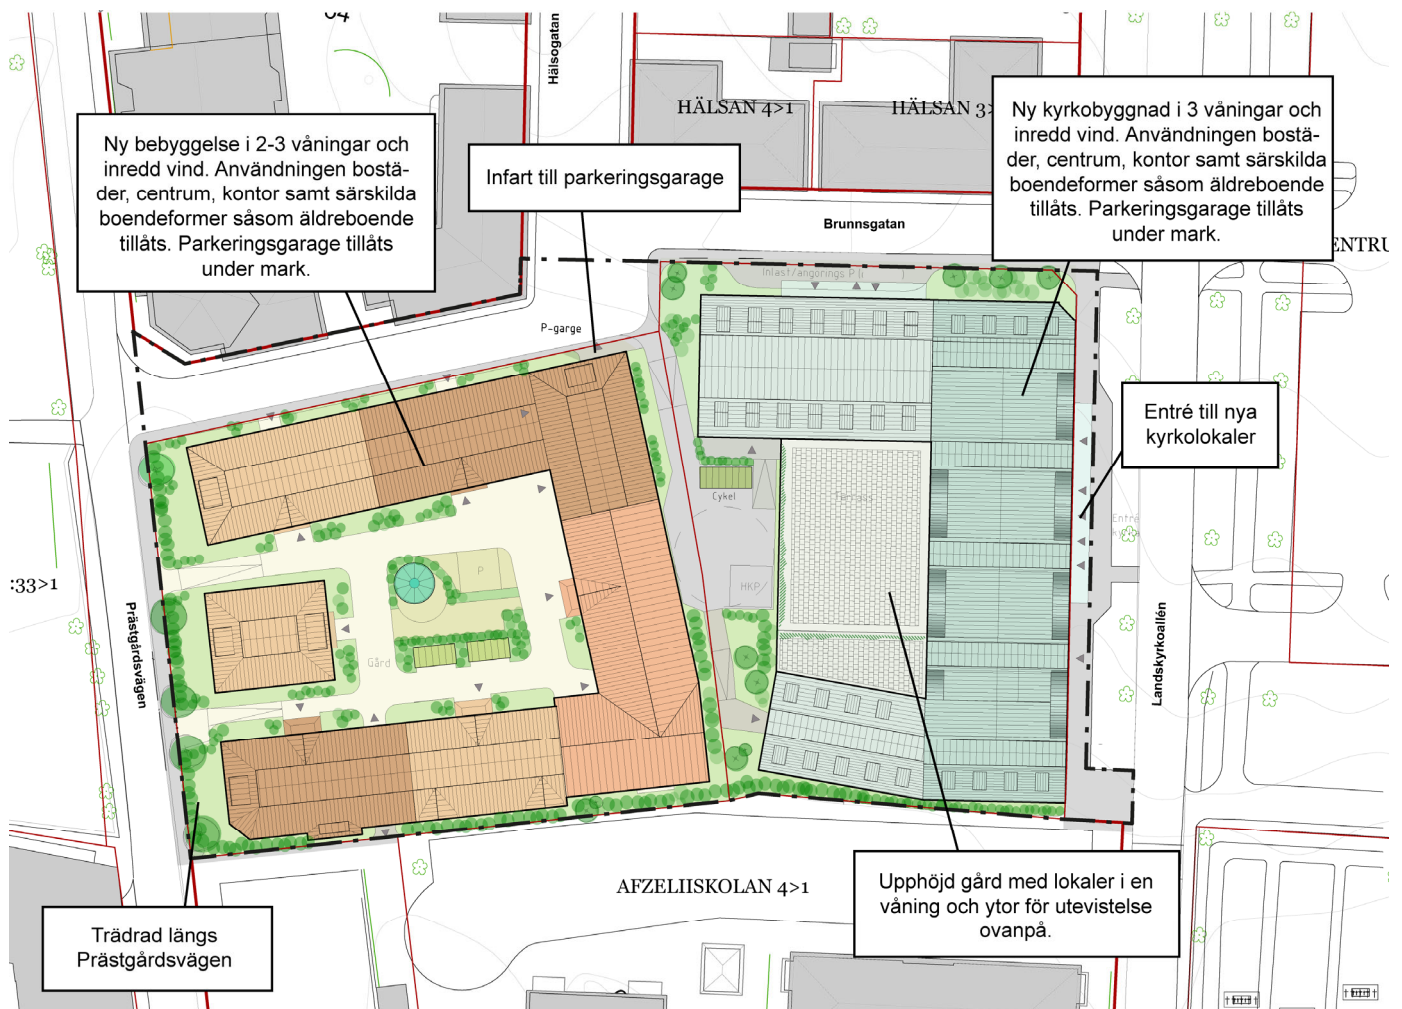 Hälsogatan
HÄLSAN 4>1
HÄLSAN 3>
Ny bebyggelse i 2-3 våningar och
inredd vind. Användningen bostä-
der, centrum, kontor samt särskilda
boendeformer såsom äldreboende
tillåts. Parkeringsgarage tillåts
under mark.
Infart till parkeringsgarage
Ny kyrkobyggnad i 3 våningar och
inredd vind. Användningen bostä-
der, centrum, kontor samt särskilda
boendeformer såsom äldreboende
tillåts. Parkeringsgarage tillåts
under mark.
Brunnsgatan
ENTRU
Inlast/angörings P (
)
P-garge
Entré till nya
kyrkolokaler
Cykel
Terrass
Entré
P
HKP
:33>1
Gård
Prästgårdsvägen
Landskyrkoallén
AFZELIISKOLAN 4>1
Upphöjd gård med lokaler i en
våning och ytor för utevistelse
ovanpå.
Trädrad längs
Prästgårdsvägen